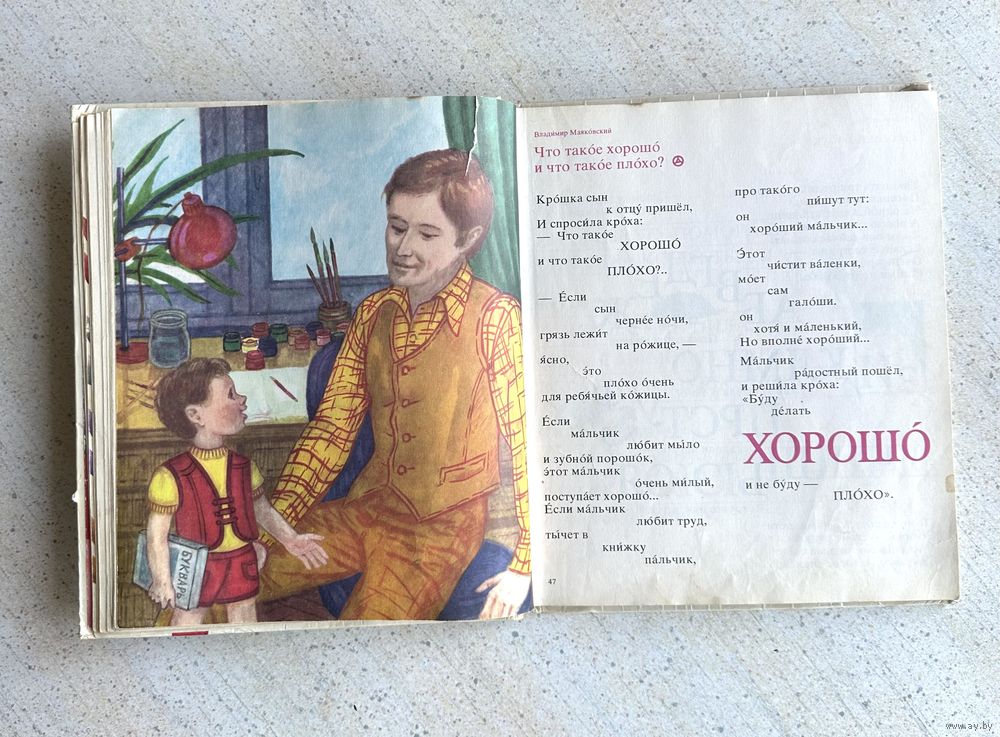 БУКВАРЬ
Владимир Маяко́вский
Что тако́е хорошо́
и что тако́е пло́хо?
Кро́шка сын
к отцу́ пришёл,
И спроси́ла кро́ха:
— Что тако́е
ХОРОШО́
и что тако́е
ПЛО́ХО?..
— Е́сли
сын
черне́е но́чи,
грязь лежи́т
на ро́жице, —
я́сно,
э́то
пло́хо о́чень
для ребя́чьей ко́жицы.
Е́сли
ма́льчик
лю́бит мы́ло
и зубно́й порошо́к,
э́тот ма́льчик
о́чень ми́лый,
поступа́ет хорошо́...
Е́сли ма́льчик
лю́бит труд,
ты́чет в
кни́жку
па́льчик,
47
про тако́го
пи́шут тут:
он
хоро́ший ма́льчик...
Э́тот
чи́стит ва́ленки,
мо́ет
сам
гало́ши.
он
хотя́ и ма́ленький,
Но вполне́ хоро́ший...
Ма́льчик
ра́достный пошёл,
и реши́ла кро́ха:
«Бу́ду
де́лать
ХОРОШО́
и не бу́ду —
ПЛО́ХО».
www.ay.by